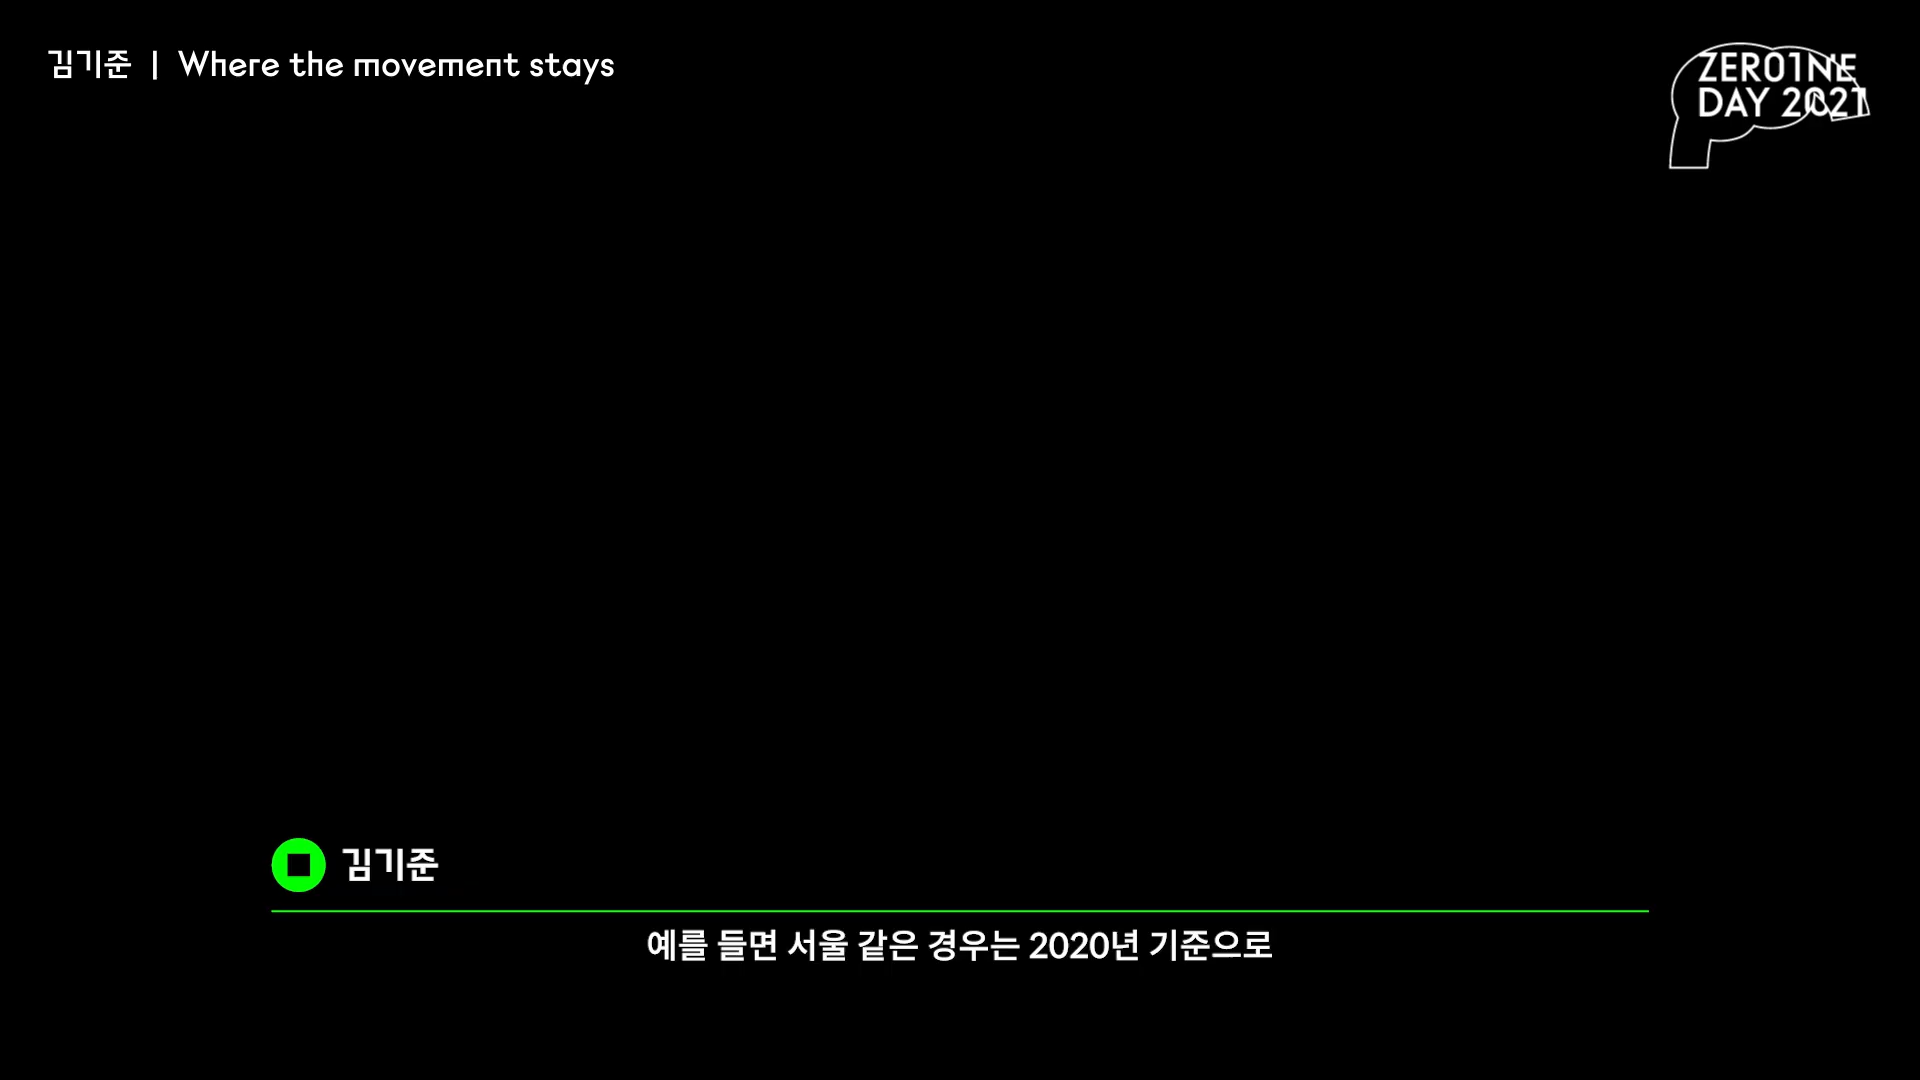 김기준 | Where the movement stays
ZER01NE
DAY 2021
김기준
예를 들면 서울 같은 경우는 2020년 기준으로